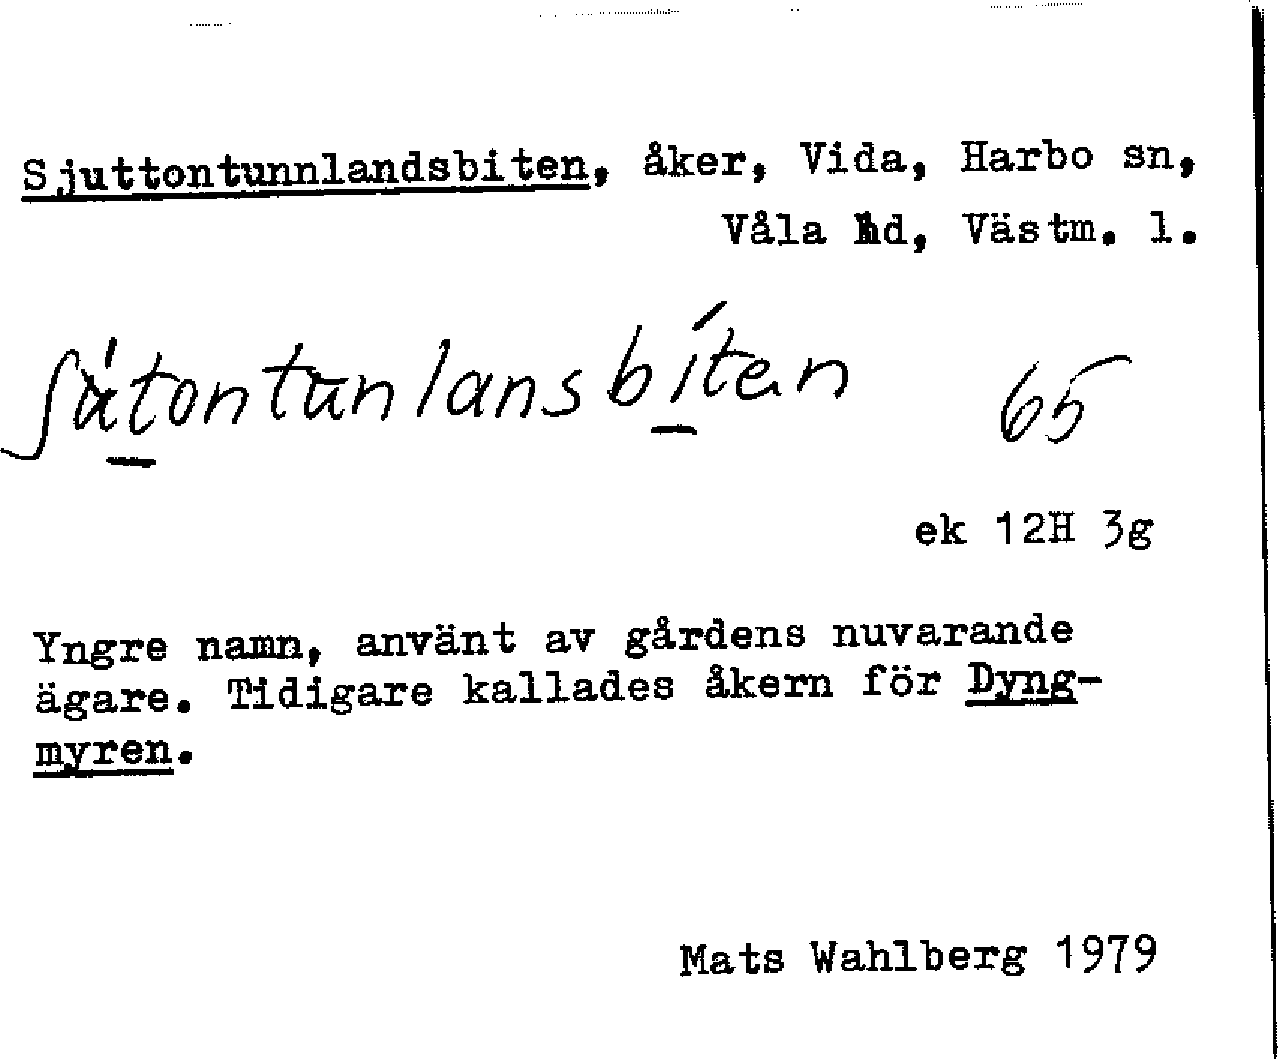 Sjuttontunnlandsbiten, åker, Vida, Harbo sn,
Våla hd, Västm. l.
65
ek 12H 3g
Yngre namn, använt av gårdens nuvarande
ägare. Tidigare kallades åkern för Dyng-
myren.
Mats Wahlberg 1979